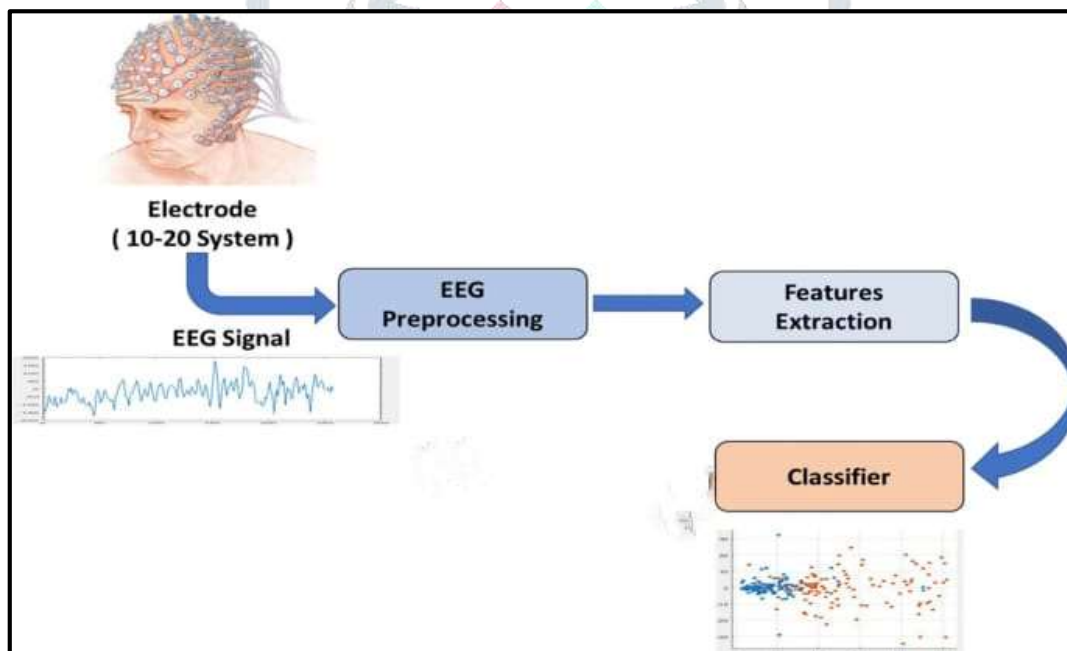 Electrode
( 10-20 System )
EEG Signal
EEG
Preprocessing
Features
Extraction
Classifier